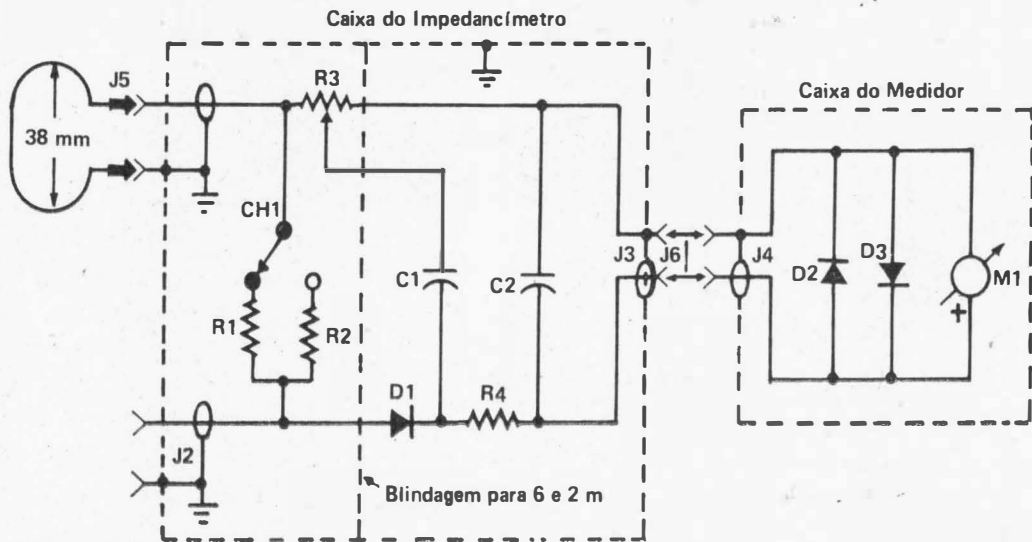 Caixa do Impedancímetro
J5
R3
Caixa do Medidor
38 mm
CH1
J3
J6
J4
C1
C2
D2
D3
M1
+
R1
R2
D1
R4
J2
Blindagem para 6 e 2 m